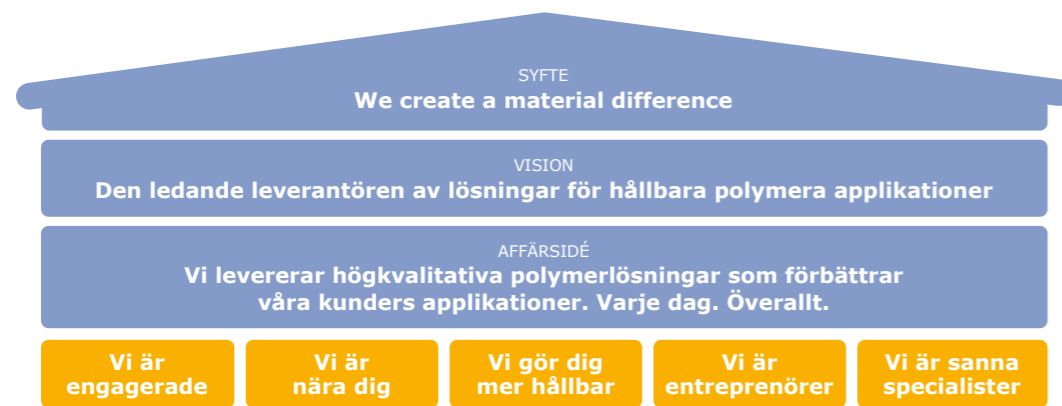 SYFTE
We create a material difference
VISION
Den ledande leverantören av lösningar för hållbara polymera applikationer
AFFÄRSIDÉ
Vi levererar högkvalitativa polymerlösningar som förbättrar
våra kunders applikationer. Varje dag. Överallt.
Vi är
engagerade
Vi är
nära dig
Vi gör dig
mer hållbar
Vi är
entreprenörer
Vi är sanna
specialister